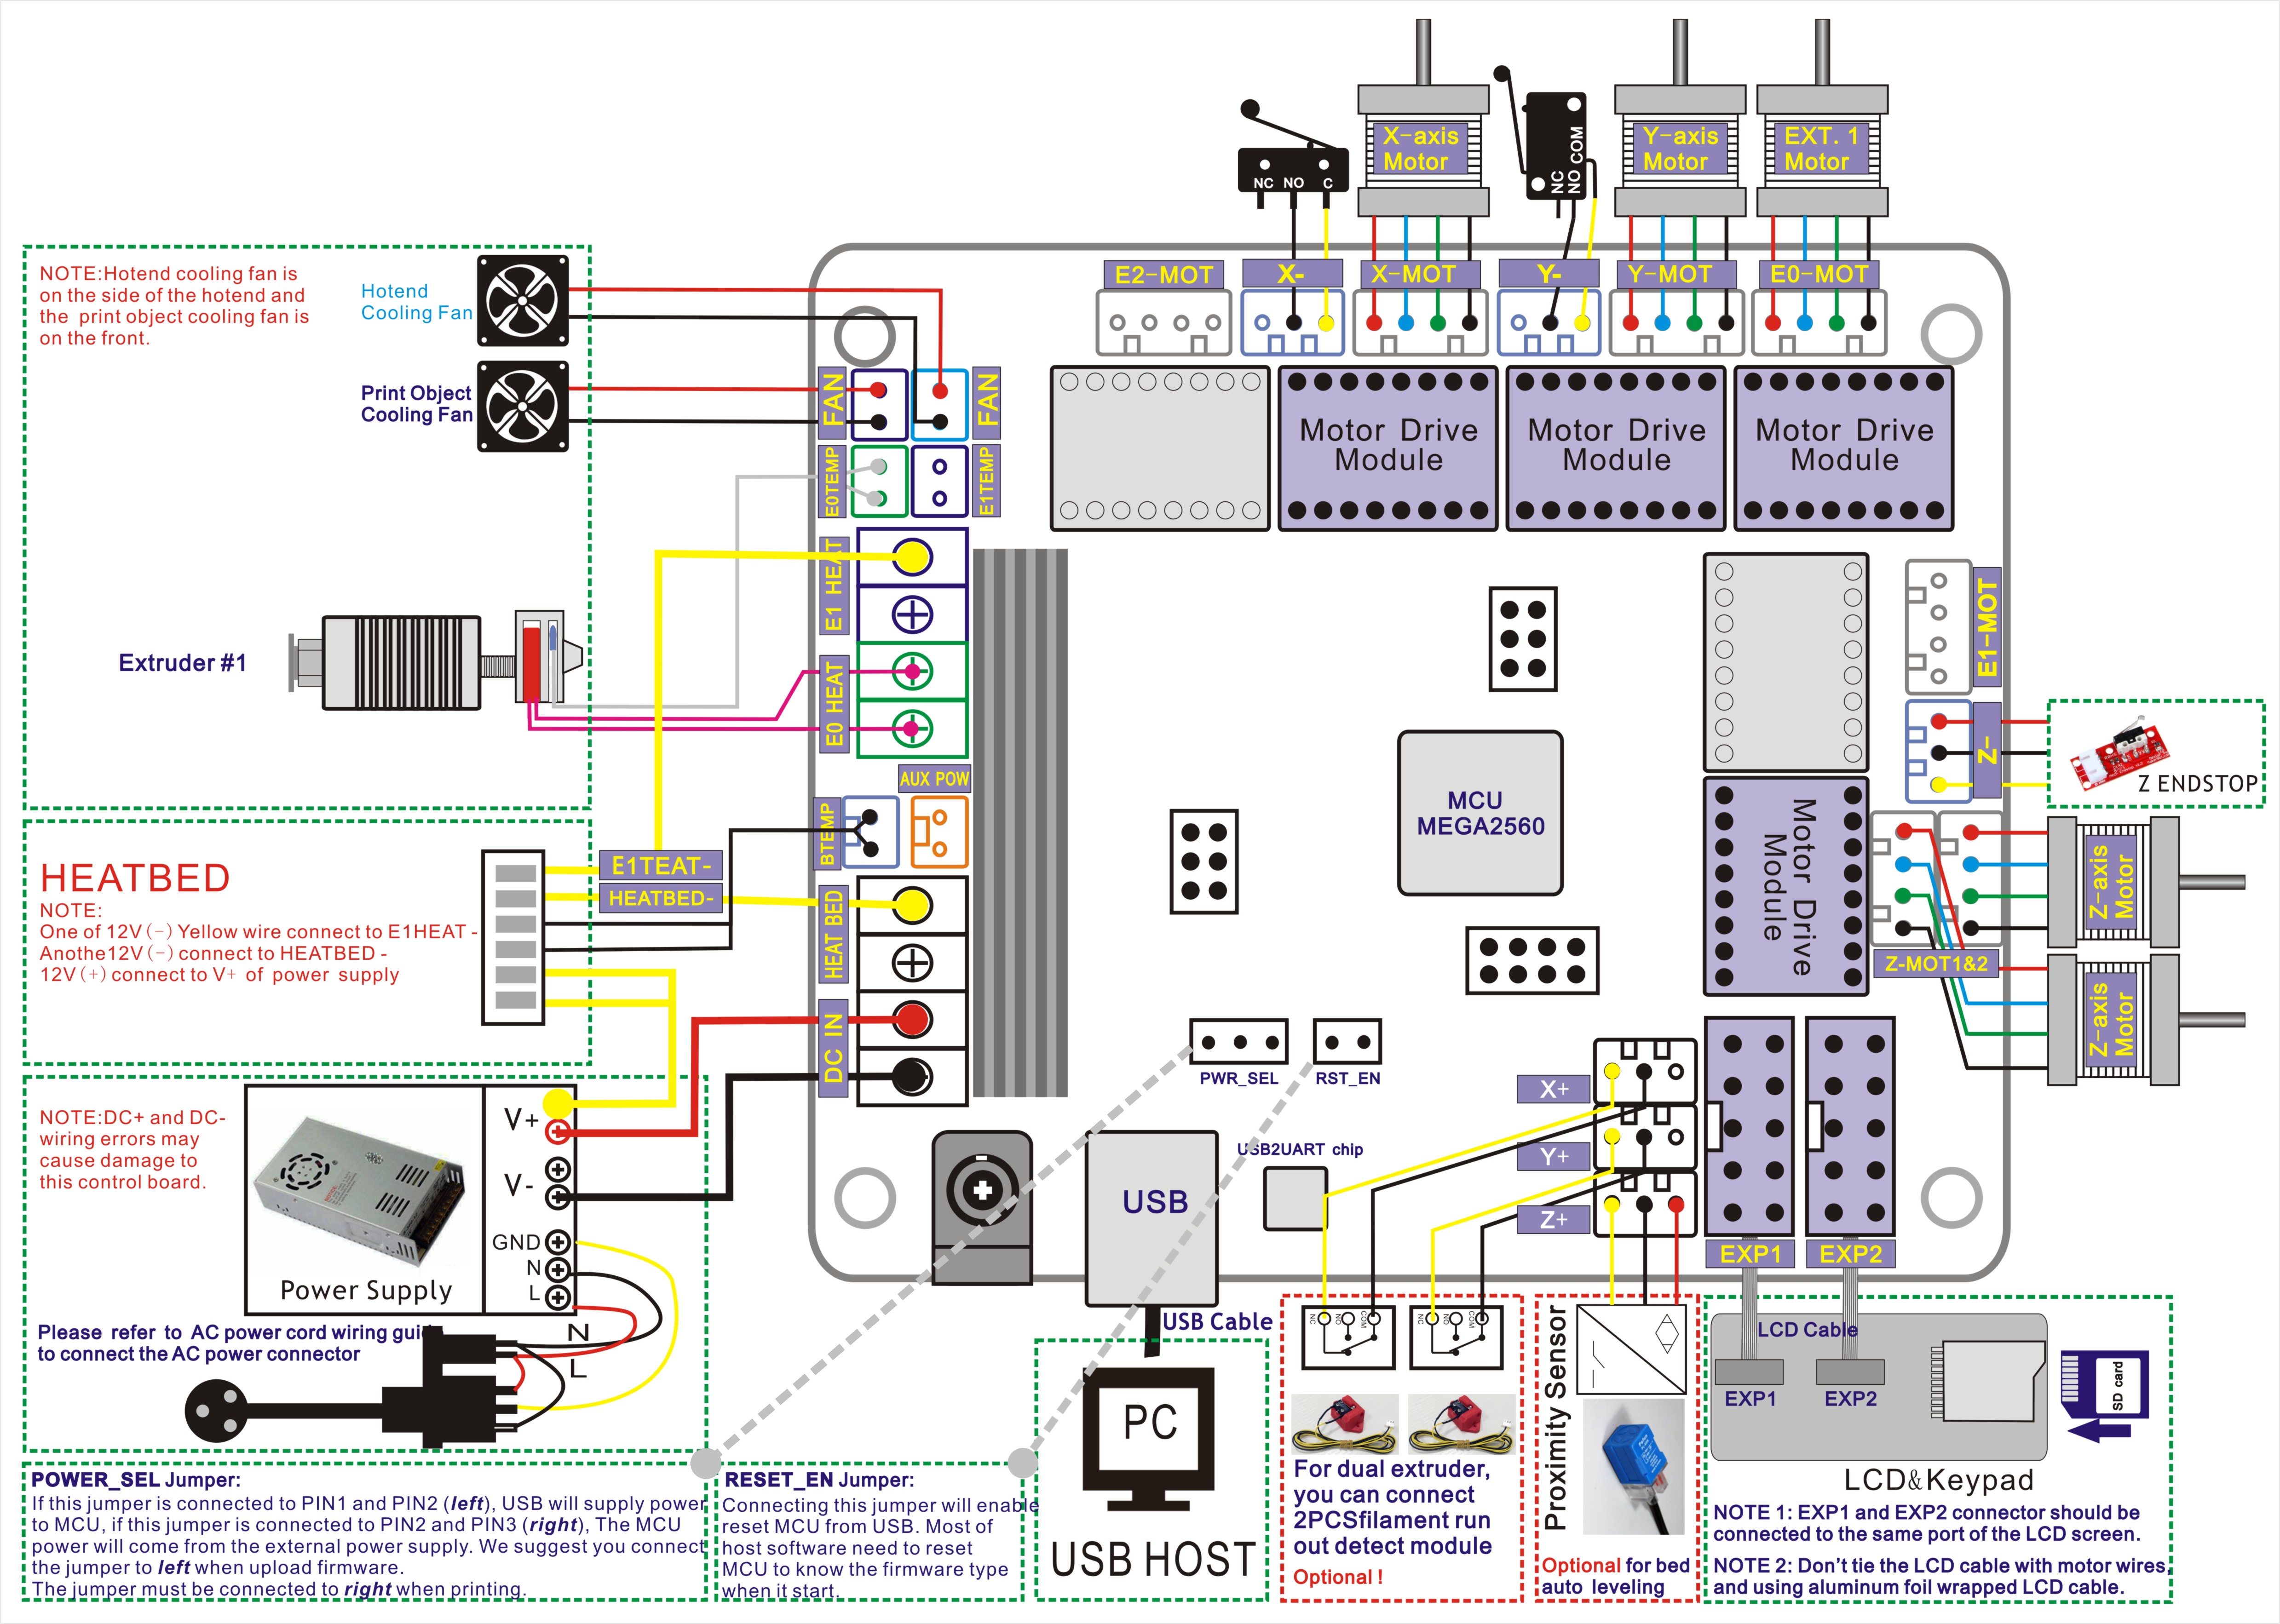 X-axis
Motor
Y-axis
Motor
EXT. 1
Motor
NC NO C
NC
NO COM
E2-MOT
X-
X-MOT
Y-
Y-MOT
E0-MOT
NOTE:Hotend cooling fan is
on the side of the hotend and
the print object cooling fan is
on the front.
Hotend
Cooling Fan
Print Object
Cooling Fan
FAN
FAN
E0TEMP
E1TEMP
Motor Drive
Module
Motor Drive
Module
Motor Drive
Module
E1 HEAT
E0 HEAT
Extruder #1
E1-MOT
Z-
Z ENDSTOP
AUX POW
BTEMP
MCU
MEGA2560
Motor Drive
Module
Z-axis
Motor
Z-MOT1&2
Z-axis
Motor
HEATBED
NOTE:
One of 12V(-) Yellow wire connect to E1HEAT -
Anothe12V(-) connect to HEATBED -
12V(+) connect to V+ of power supply
E1TEAT-
HEATBED-
HEAT BED
DC IN
PWR_SEL
RST_EN
NOTE:DC+ and DC-
wiring errors may
cause damage to
this control board.
V+
V-
GND
N
L
Power Supply
USB
USB2UART chip
X+
Y+
Z+
EXP1
EXP2
Please refer to AC power cord wiring gui
to connect the AC power connector
N
L
USB Cable
PC
USB HOST
NC
NO
COM
NC
NO
COM
For dual extruder,
you can connect
2PCSfilament run
out detect module
Optional !
Proximity Sensor
Optional for bed
auto leveling
LCD Cable
EXP1
EXP2
SD card
LCD&Keypad
NOTE 1: EXP1 and EXP2 connector should be
connected to the same port of the LCD screen.
NOTE 2: Don't tie the LCD cable with motor wires,
and using aluminum foil wrapped LCD cable.
POWER_SEL Jumper:
If this jumper is connected to PIN1 and PIN2 (left), USB will supply power
to MCU, if this jumper is connected to PIN2 and PIN3 (right), The MCU
power will come from the external power supply. We suggest you connect
the jumper to left when upload firmware.
The jumper must be connected to right when printing.
RESET_EN Jumper:
Connecting this jumper will enable
reset MCU from USB. Most of
host software need to reset
MCU to know the firmware type
when it start.